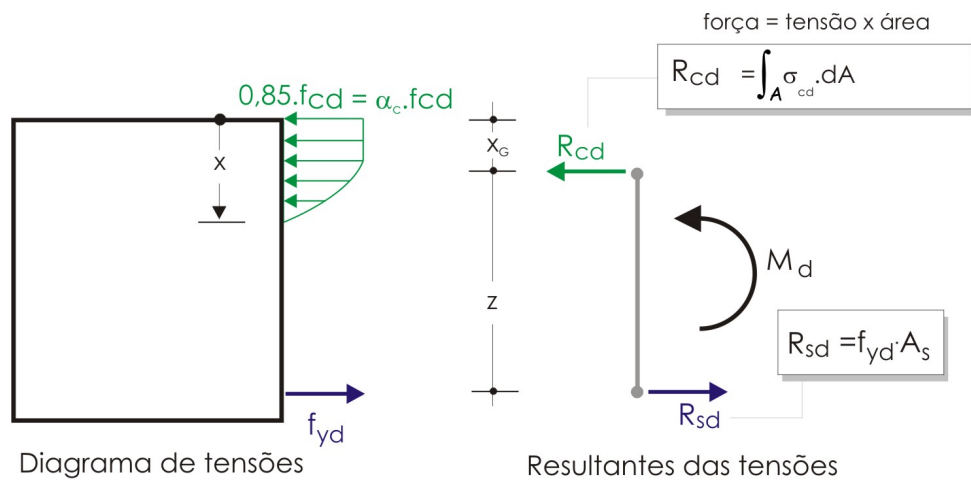 força = tensão x área
R_cd = ∫_A σ_cd.dA
0,85.f_cd = α_c.fcd
x
x_G
R_cd
M_d
z
R_sd = f_yd.A_s
f_yd
R_sd
Diagrama de tensões
Resultantes das tensões